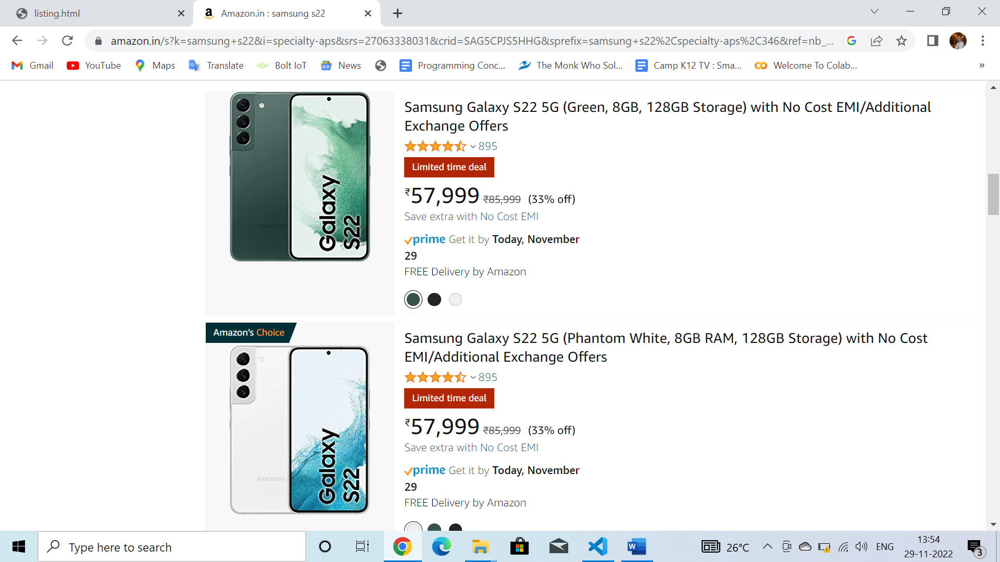 listing.html
Amazon.in : samsung s22
amazon.in/s?k=samsung+s22&i=specialty-aps&srs=27063338031&crid=SAG5CPJS5HHG&sprefix=samsung+s22%2Cspecialty-aps%2C346&ref=nb_...
Gmail YouTube Maps Translate Bolt IoT News Programming Conc... The Monk Who Sol... Camp K12 TV : Sma... Welcome To Colab... »
Samsung Galaxy S22 5G (Green, 8GB, 128GB Storage) with No Cost EMI/Additional
Exchange Offers
895
Limited time deal
₹57,999 ₹85,999 (33% off)
Save extra with No Cost EMI
prime Get it by Today, November
29
FREE Delivery by Amazon
SAMSUNG
Galaxy
S22
Amazon's Choice
Samsung Galaxy S22 5G (Phantom White, 8GB RAM, 128GB Storage) with No Cost
EMI/Additional Exchange Offers
895
Limited time deal
₹57,999 ₹85,999 (33% off)
Save extra with No Cost EMI
prime Get it by Today, November
29
FREE Delivery by Amazon
SAMSUNG
Galaxy
S22
Type here to search
26°C
ENG
13:54
29-11-2022
3